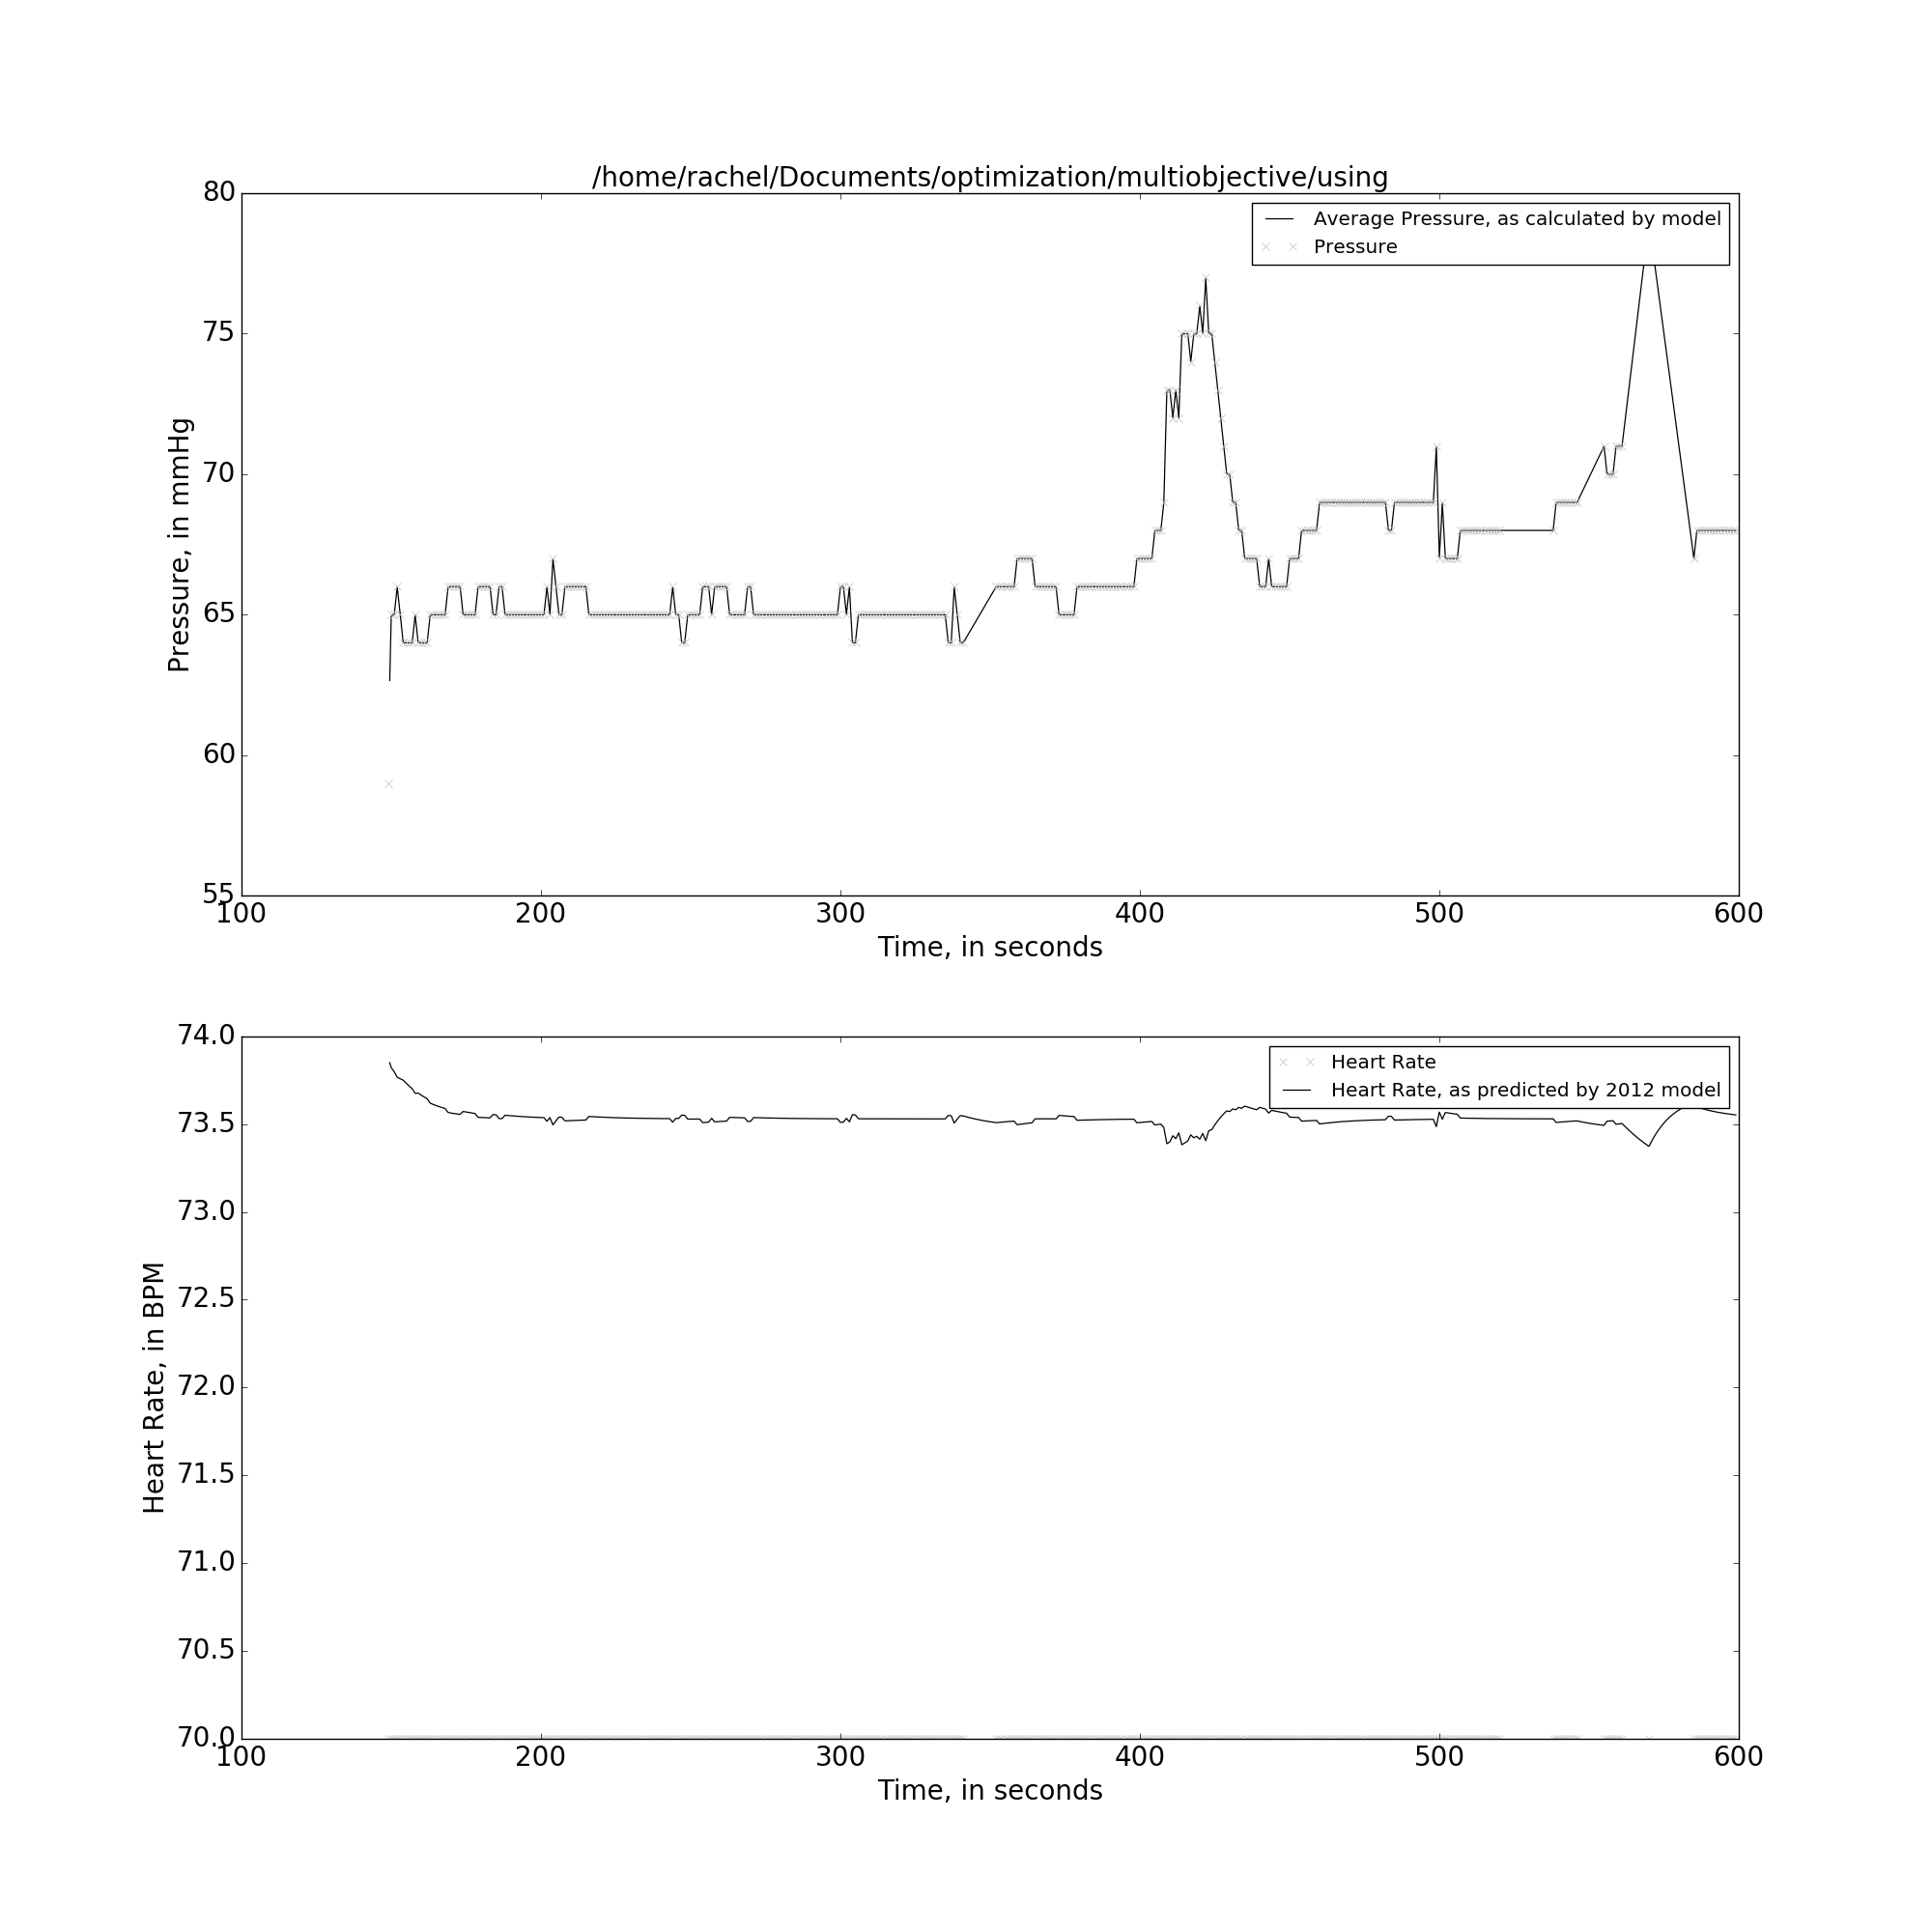 /home/rachel/Documents/optimization/multiobjective/using
80
75
70
65
60
55
Pressure, in mmHg
Average Pressure, as calculated by model
Pressure
100 200 300 400 500 600
Time, in seconds
74.0
73.5
73.0
72.5
72.0
71.5
71.0
70.5
70.0
Heart Rate, in BPM
Heart Rate
Heart Rate, as predicted by 2012 model
100 200 300 400 500 600
Time, in seconds